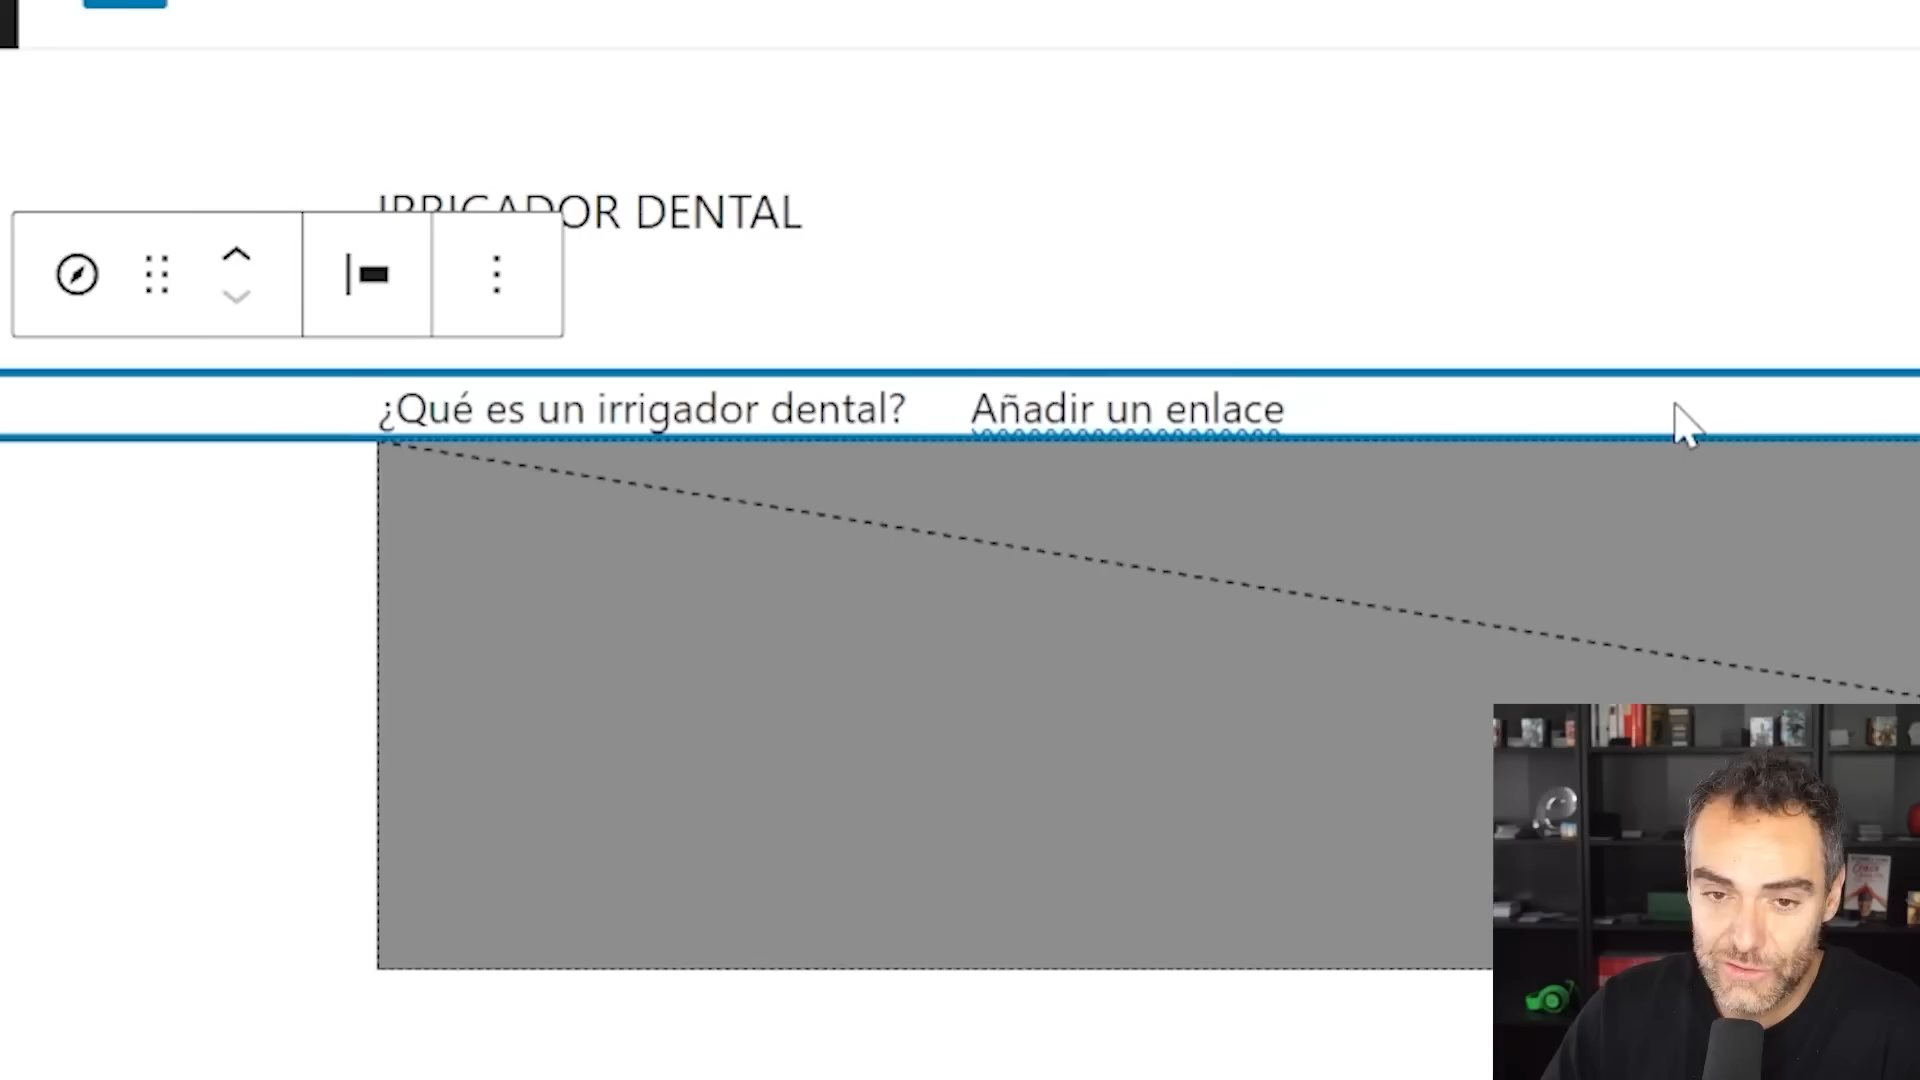 IRRIGADOR DENTAL
¿Qué es un irrigador dental? Añadir un enlace